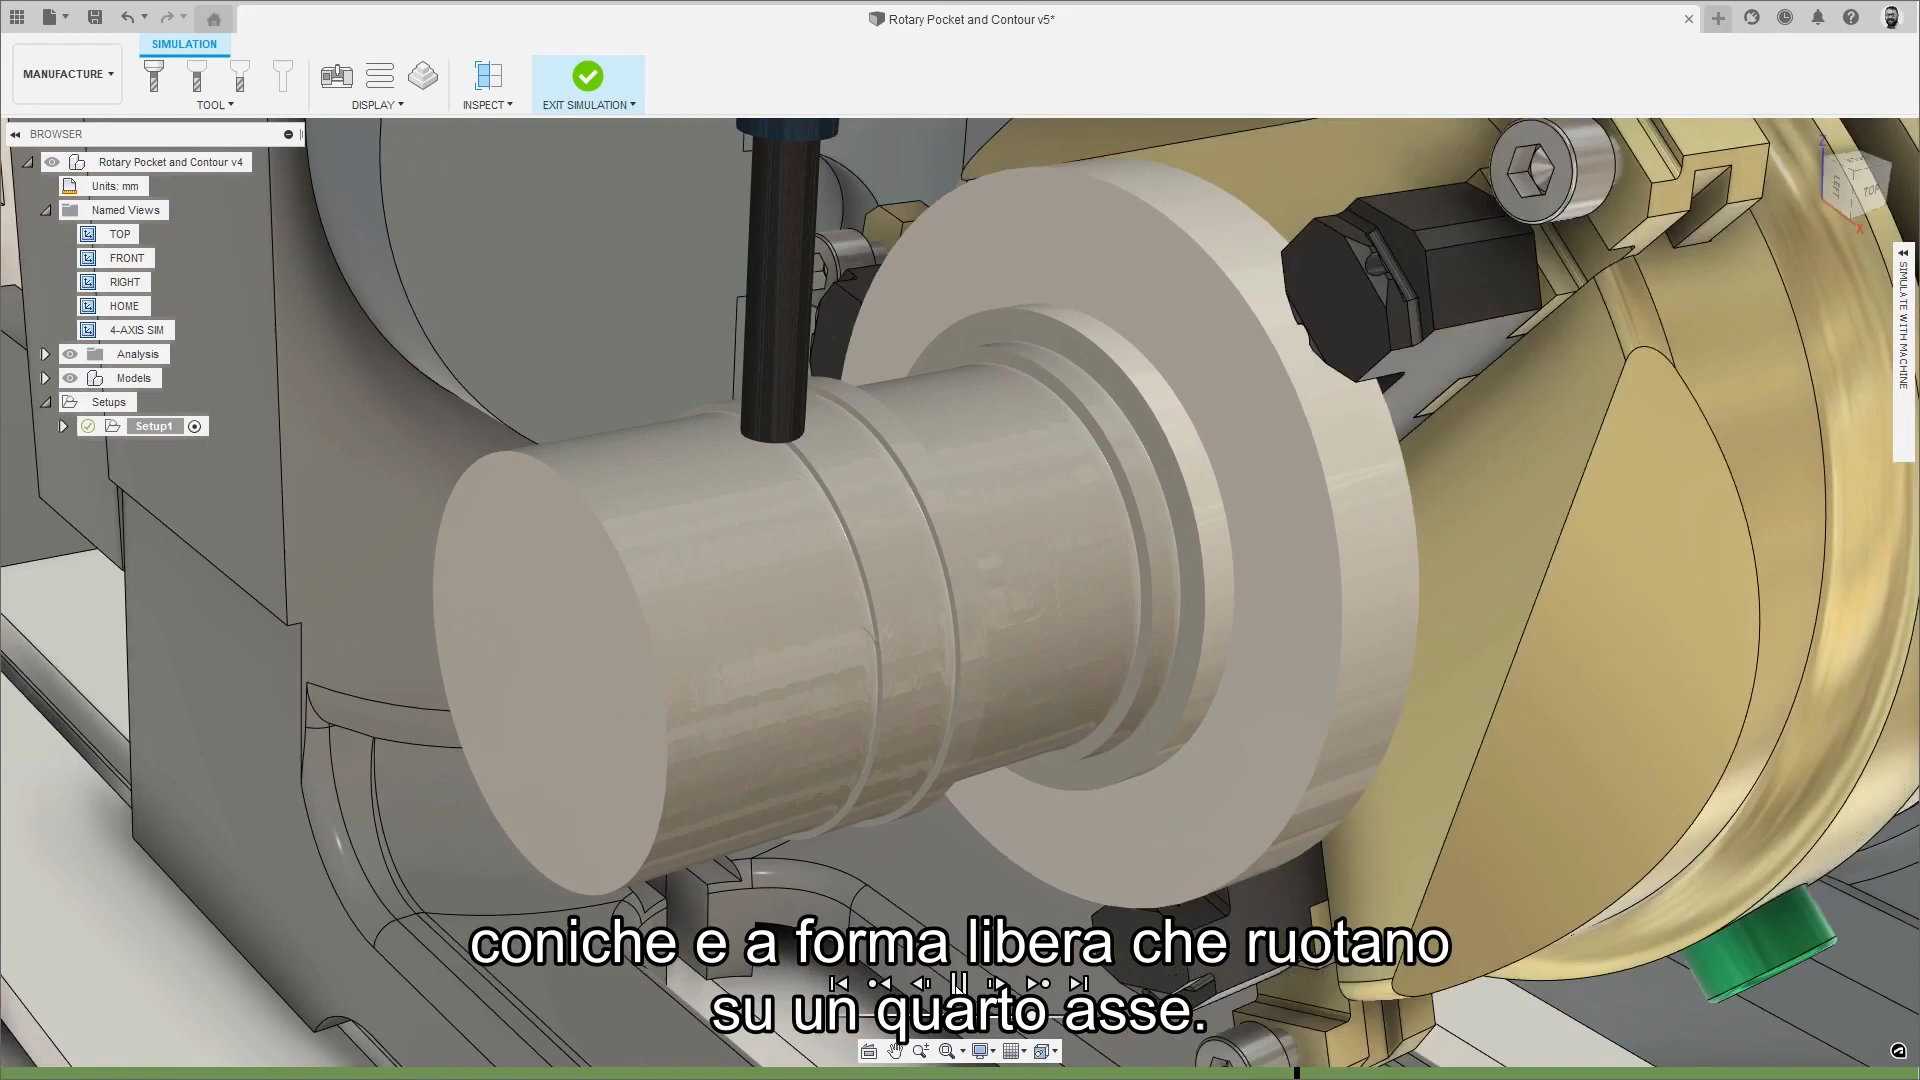 Rotary Pocket and Contour v5*
SIMULATION
MANUFACTURE
TOOL
DISPLAY
INSPECT
EXIT SIMULATION
BROWSER
Rotary Pocket and Contour v4
Units: mm
Named Views
TOP
FRONT
RIGHT
HOME
4-AXIS SIM
Analysis
Models
Setups
Setup1
Z
LEFT
TOP
X
SIMULATE WITH MACHINE
coniche e a forma libera che ruotano
su un quarto asse.